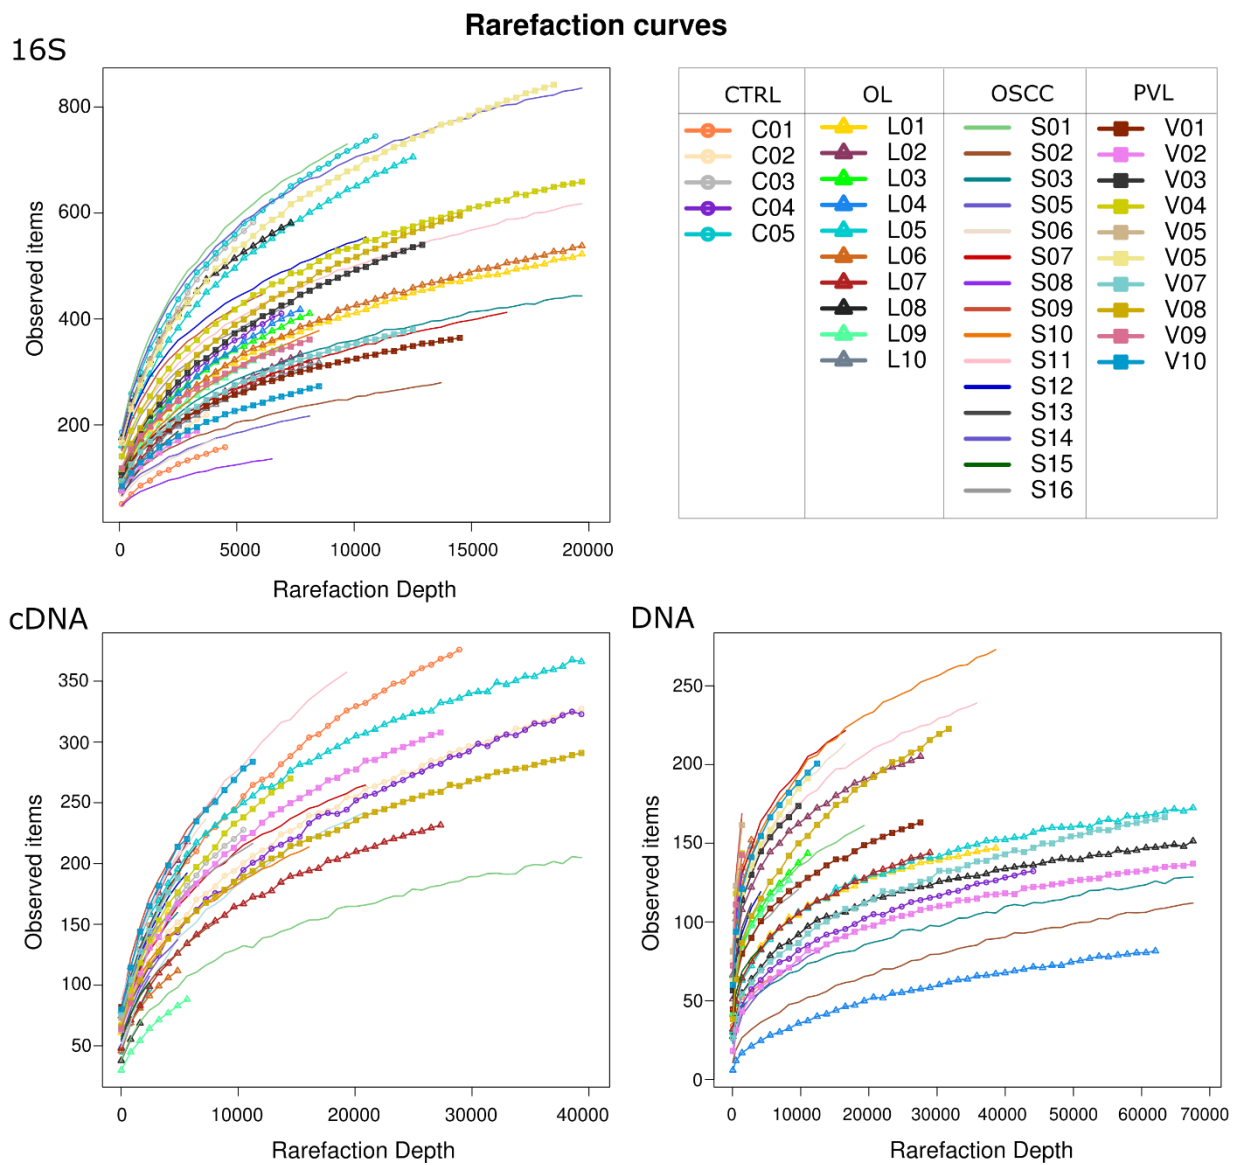 Rarefaction curves
16S
Observed items
800
600
400
200
0 5000 10000 15000 20000
Rarefaction Depth
CTRL OL OSCC PVL
C01 L01 S01 V01
C02 L02 S02 V02
C03 L03 S03 V03
C04 L04 S05 V04
C05 L05 S06 V05
L06 S07 V05
L07 S08 V07
L08 S09 V08
L09 S10 V09
L10 S11 V10
S12
S13
S14
S15
S16
cDNA
Observed items
350
300
250
200
150
100
50
0 10000 20000 30000 40000
Rarefaction Depth
DNA
Observed items
250
200
150
100
50
0
0 10000 20000 30000 40000 50000 60000 70000
Rarefaction Depth